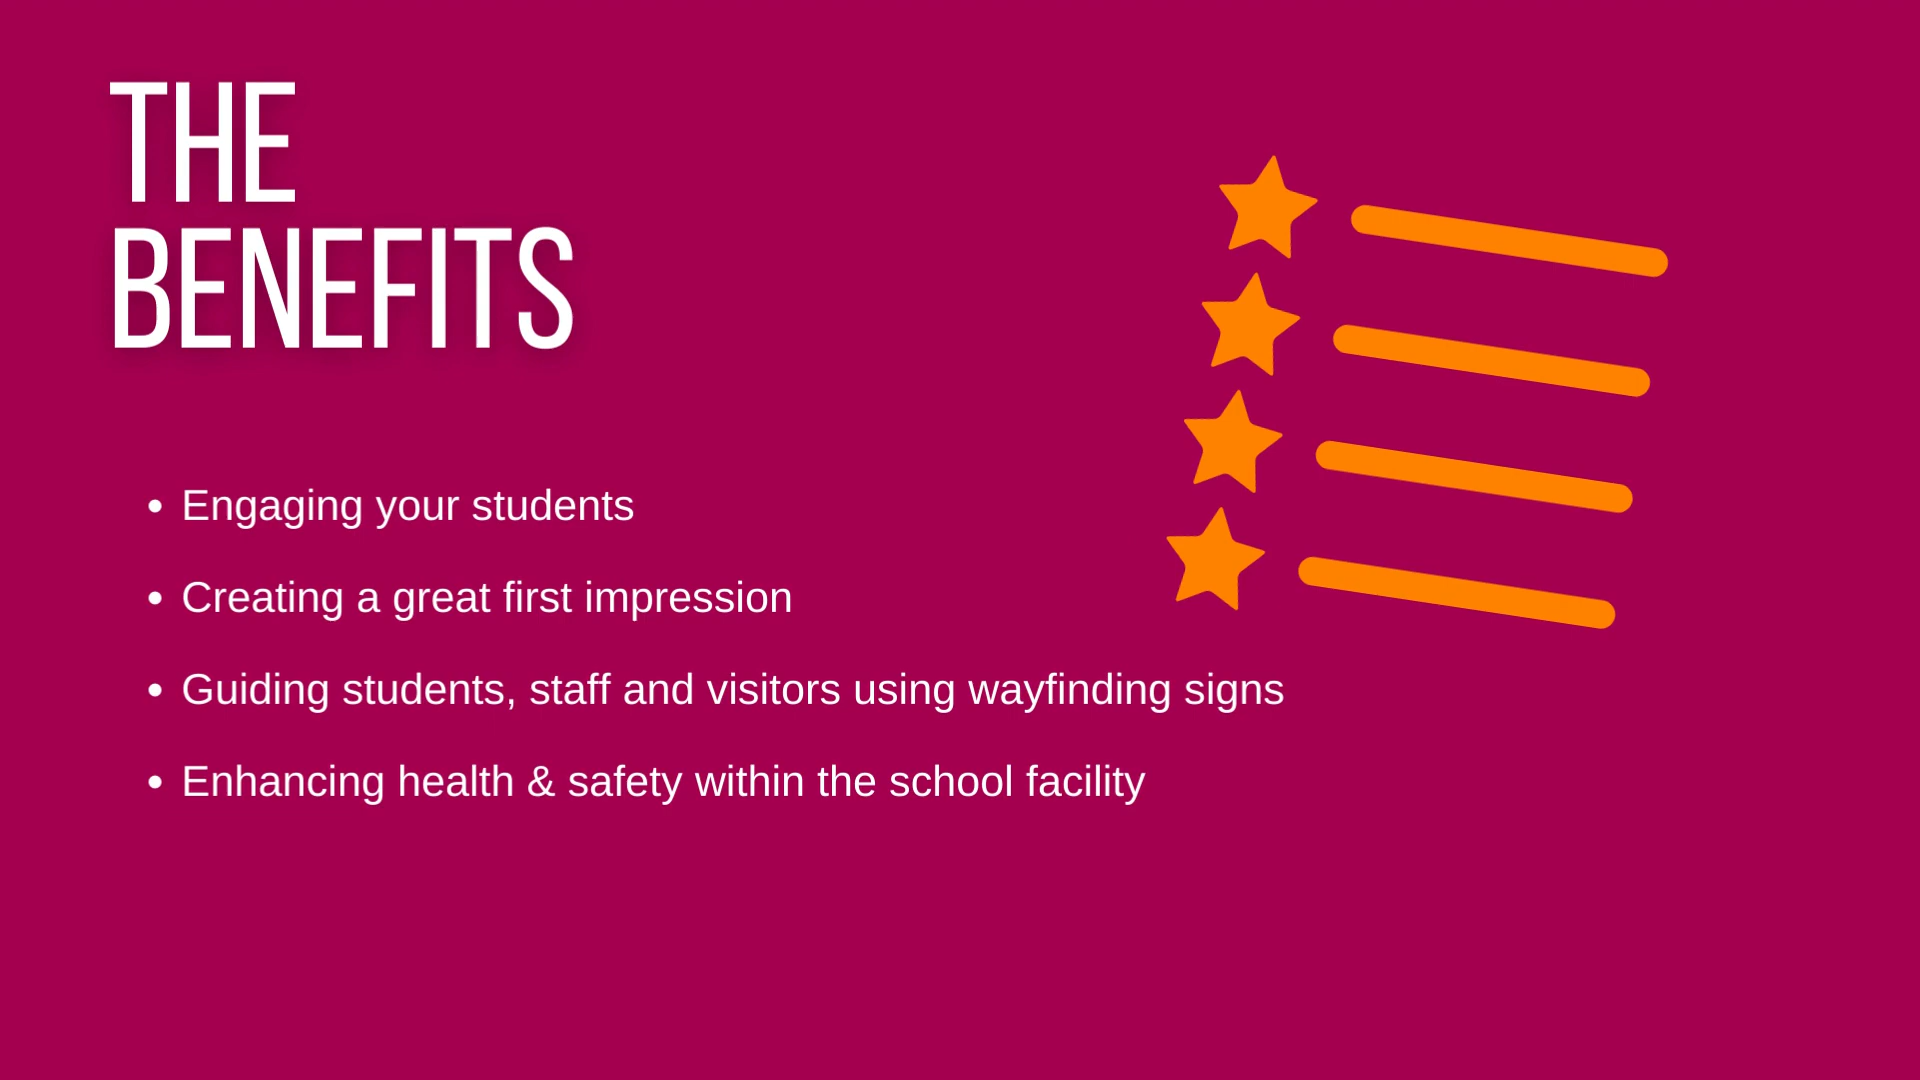 THE
BENEFITS
• Engaging your students
• Creating a great first impression
• Guiding students, staff and visitors using wayfinding signs
• Enhancing health & safety within the school facility